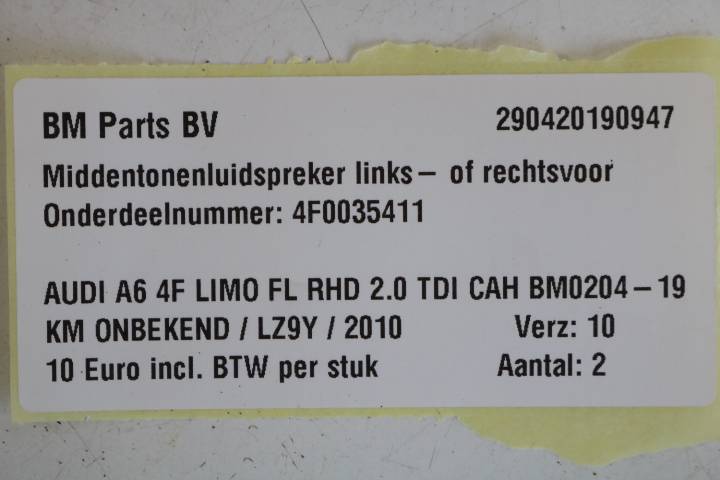 BM Parts BV 290420190947
Middentonenluidspreker links – of rechtsvoor
Onderdeelnummer: 4F0035411
AUDI A6 4F LIMO FL RHD 2.0 TDI CAH BM0204 – 19
KM ONBEKEND / LZ9Y / 2010 Verz: 10
10 Euro incl. BTW per stuk Aantal: 2